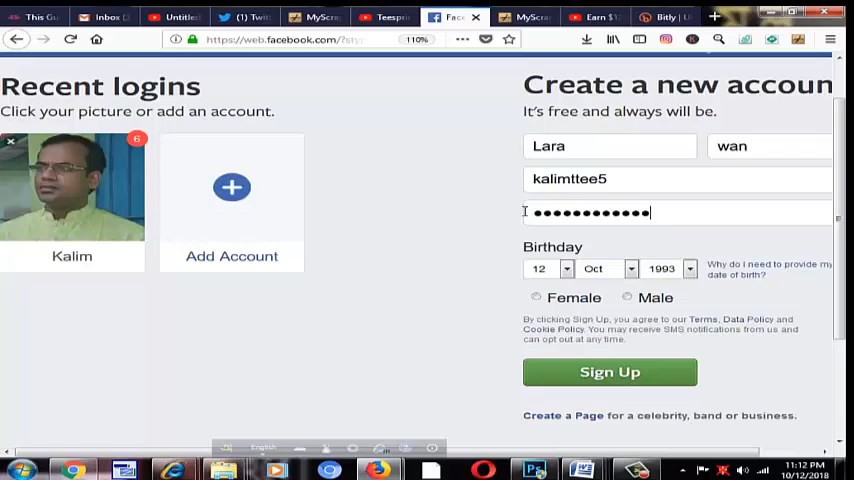 This Gu
Inbox (
Untitled
(1) Twitt
MyScra
Teespri
Face
MyScra
Earn $1
Bitly | U
https://web.facebook.com/?sty
110%
Recent logins
Click your picture or add an account.
6
Kalim
Add Account
Create a new accoun
It's free and always will be.
Lara
wan
kalimttee5
Birthday
12 Oct 1993
Why do I need to provide my
date of birth?
Female Male
By clicking Sign Up, you agree to our Terms, Data Policy and
Cookie Policy. You may receive SMS notifications from us and
can opt out at any time.
Sign Up
Create a Page for a celebrity, band or business.
English
11:12 PM
10/12/2018